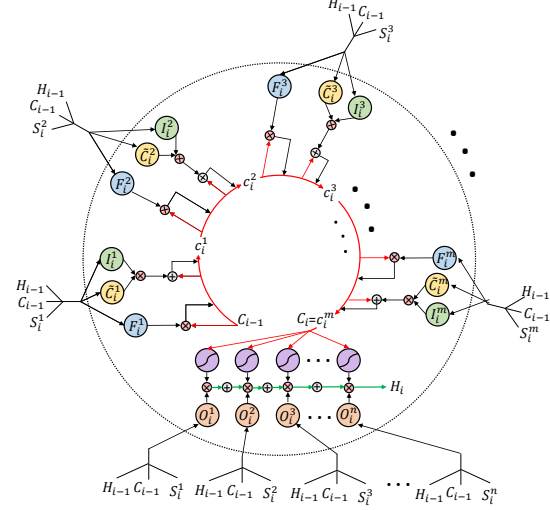 H_{i-1}
C_{i-1}
S_i^3
F_i^3
C̃_i^3
I_i^3
H_{i-1}
C_{i-1}
S_i^2
I_i^2
C̃_i^2
F_i^2
c_i^2
c_i^3
c_i^1
I_i^1
H_{i-1}
C_{i-1}
S_i^1
C̃_i^1
F_i^1
C_{i-1}
C_i=c_i^m
F_i^m
C̃_i^m
I_i^m
H_{i-1}
C_{i-1}
S_i^m
H_i
O_i^1 O_i^2 O_i^3 O_i^n
H_{i-1} C_{i-1} S_i^1 H_{i-1} C_{i-1} S_i^2 H_{i-1} C_{i-1} S_i^3 H_{i-1} C_{i-1} S_i^n